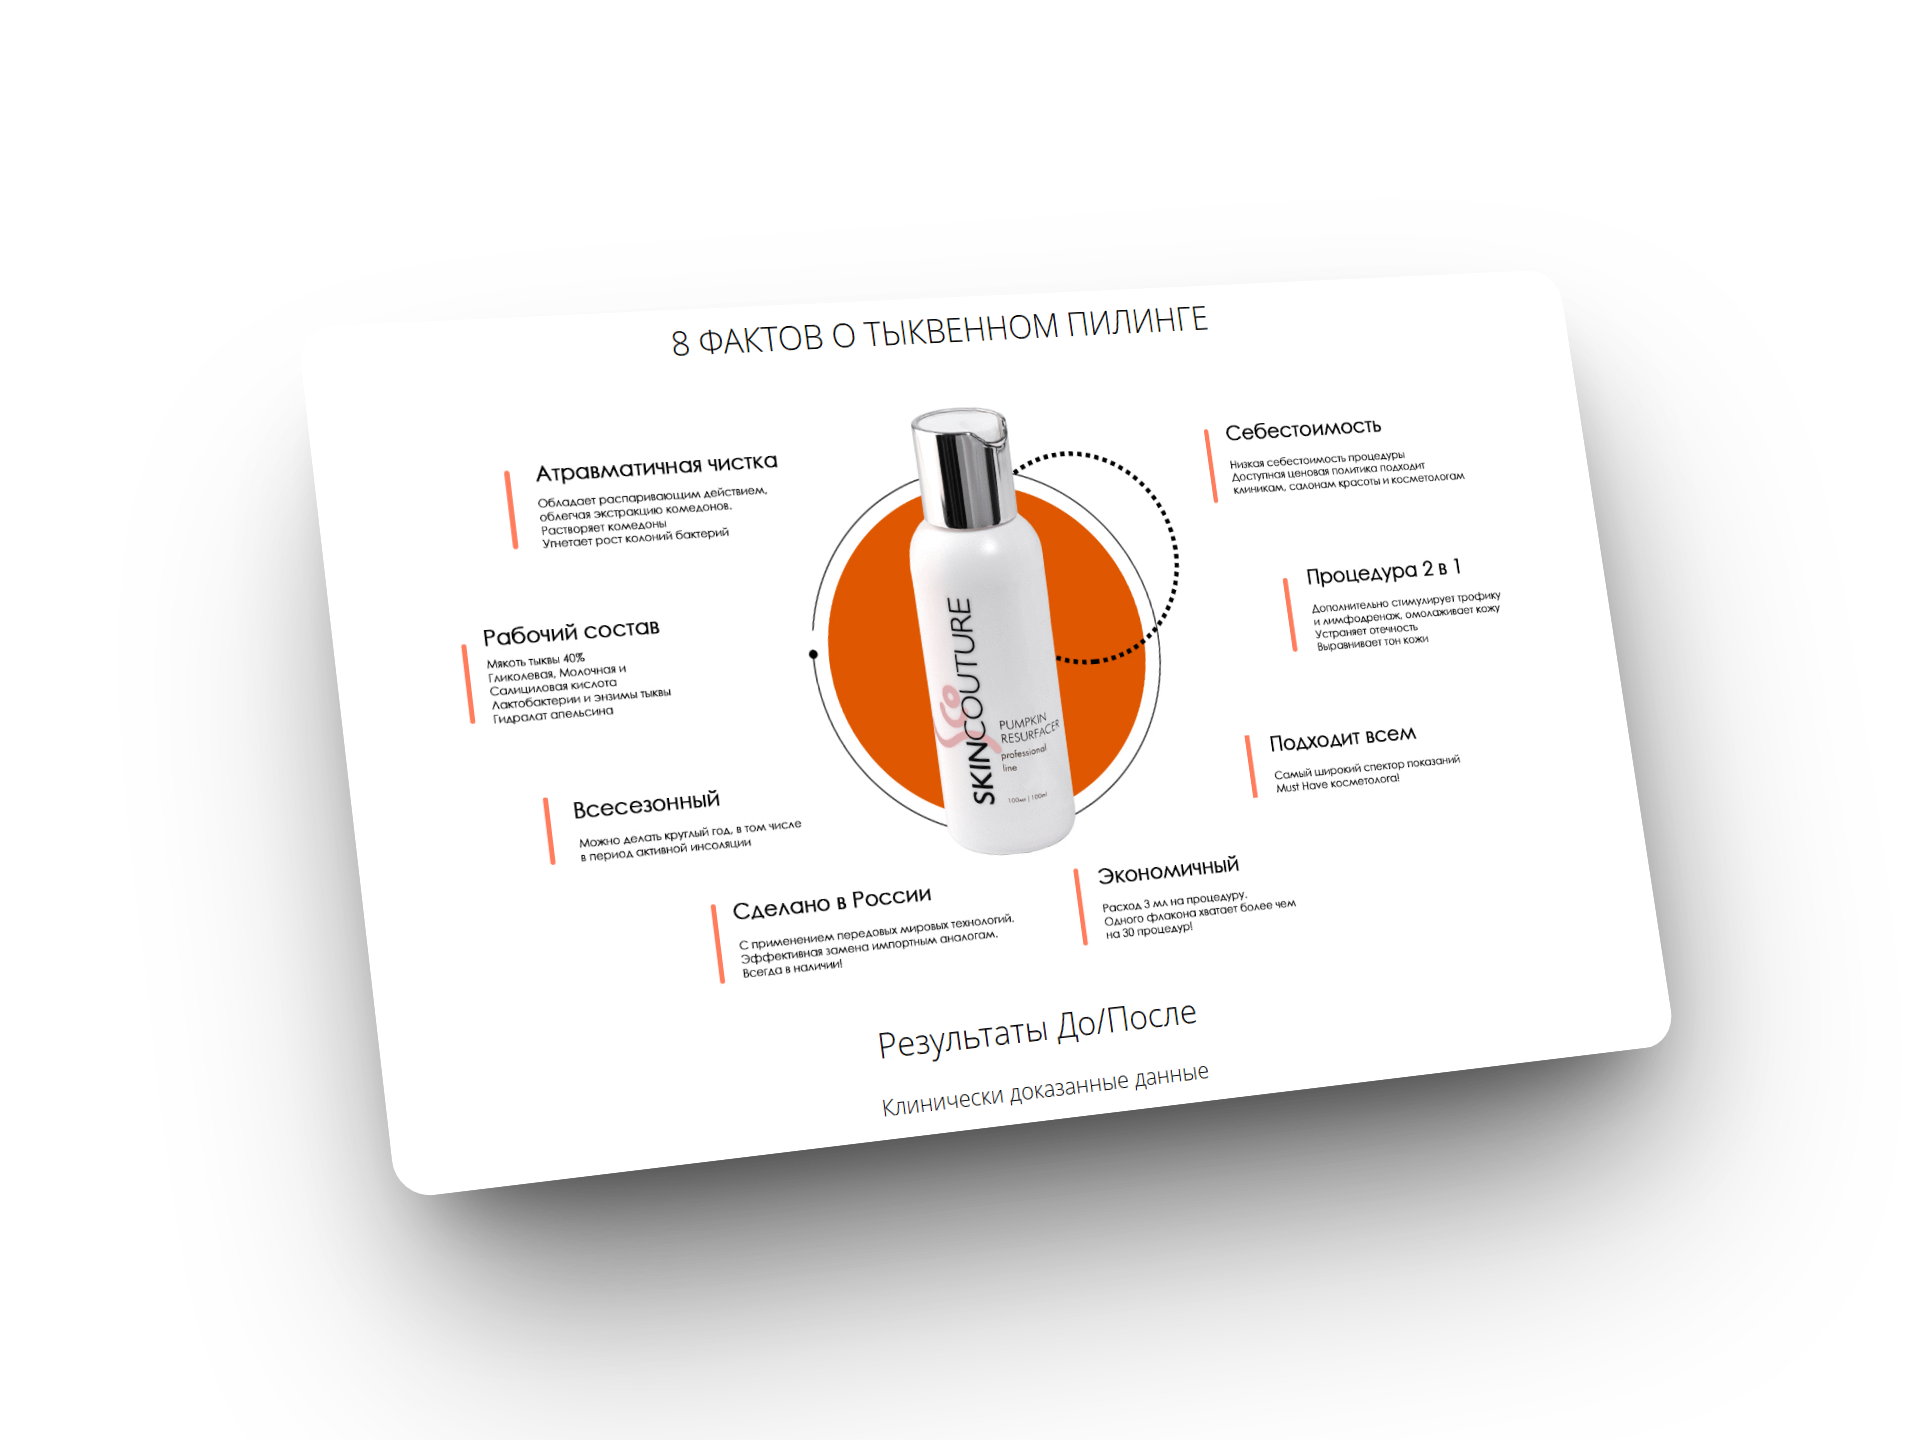 8 ФАКТОВ О ТЫКВЕННОМ ПИЛИНГЕ
Атравматичная чистка
Обладает распаривающим действием,
облегчая экстракцию комедонов.
Растворяет комедоны
Угнетает рост колоний бактерий
Рабочий состав
Мякоть тыквы 40%
Гликолевая, Молочная и
Салициловая кислота
Лактобактерии и энзимы тыквы
Гидралат апельсина
Всесезонный
Можно делать круглый год, в том числе
в период активной инсоляции
Сделано в России
С применением передовых мировых технологий.
Эффективная замена импортным аналогам.
Всегда в наличии!
SKINCOUTURE
PUMPKIN
RESURFACER
professional
line
100мл | 100ml
Себестоимость
Низкая себестоимость процедуры
Доступная ценовая политика подходит
клиникам, салонам красоты и косметологам
Процедура 2 в 1
Дополнительно стимулирует трофику
и лимфодренаж, омолаживает кожу
Устраняет отечность
Выравнивает тон кожи
Подходит всем
Самый широкий спектор показаний
Must Have косметолога!
Экономичный
Расход 3 мл на процедуру.
Одного флакона хватает более чем
на 30 процедур!
Результаты До/После
Клинически доказанные данные